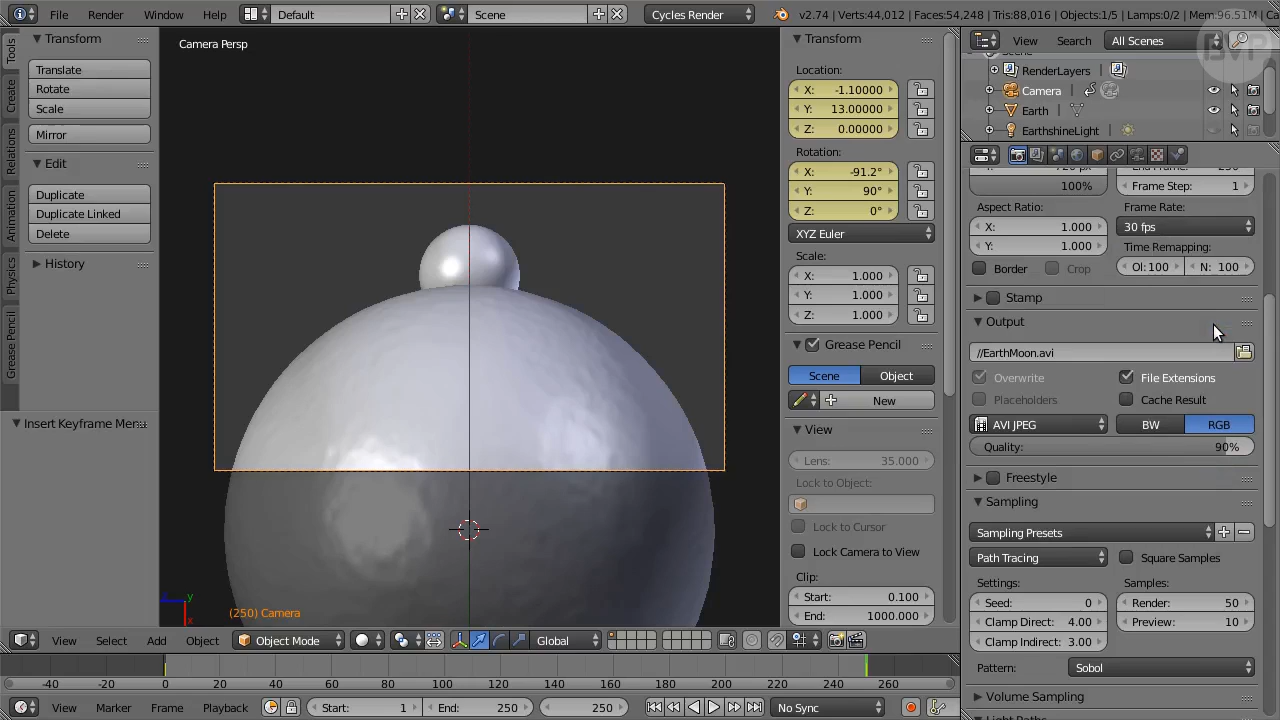 File Render Window Help Default Scene Cycles Render v2.74 | Verts:44,012 | Faces:54,248 | Tris:88,016 | Objects:1/5 | Lamps:0/2 | Mem:96.51M |
View Search All Scenes
BVP
RenderLayers
Camera
Earth
EarthshineLight
Tools
Create
Relations
Animation
Physics
Grease Pencil
Transform
Translate
Rotate
Scale
Mirror
Edit
Duplicate
Duplicate Linked
Delete
History
Insert Keyframe Menu
Camera Persp
z y
x
(250) Camera
Transform
Location:
X: -1.10000
Y: 13.00000
Z: 0.00000
Rotation:
X: -91.2°
Y: 90°
Z: 0°
XYZ Euler
Scale:
X: 1.000
Y: 1.000
Z: 1.000
Grease Pencil
Scene Object
New
View
Lens: 35.000
Lock to Object:
Lock to Cursor
Lock Camera to View
Clip:
Start: 0.100
End: 1000.000
100%
Frame Step: 1
Aspect Ratio: Frame Rate:
X: 1.000 30 fps
Y: 1.000 Time Remapping:
Border Crop Ol:100 N: 100
Stamp
Output
//EarthMoon.avi
Overwrite File Extensions
Placeholders Cache Result
AVI JPEG BW RGB
Quality: 90%
Freestyle
Sampling
Sampling Presets
Path Tracing Square Samples
Settings: Samples:
Seed: 0 Render: 50
Clamp Direct: 4.00 Preview: 10
Clamp Indirect: 3.00
Pattern: Sobol
Volume Sampling
View Select Add Object Object Mode Global
-40 -20 0 20 40 60 80 100 120 140 160 180 200 220 240 260
View Marker Frame Playback Start: 1 End: 250 250 No Sync